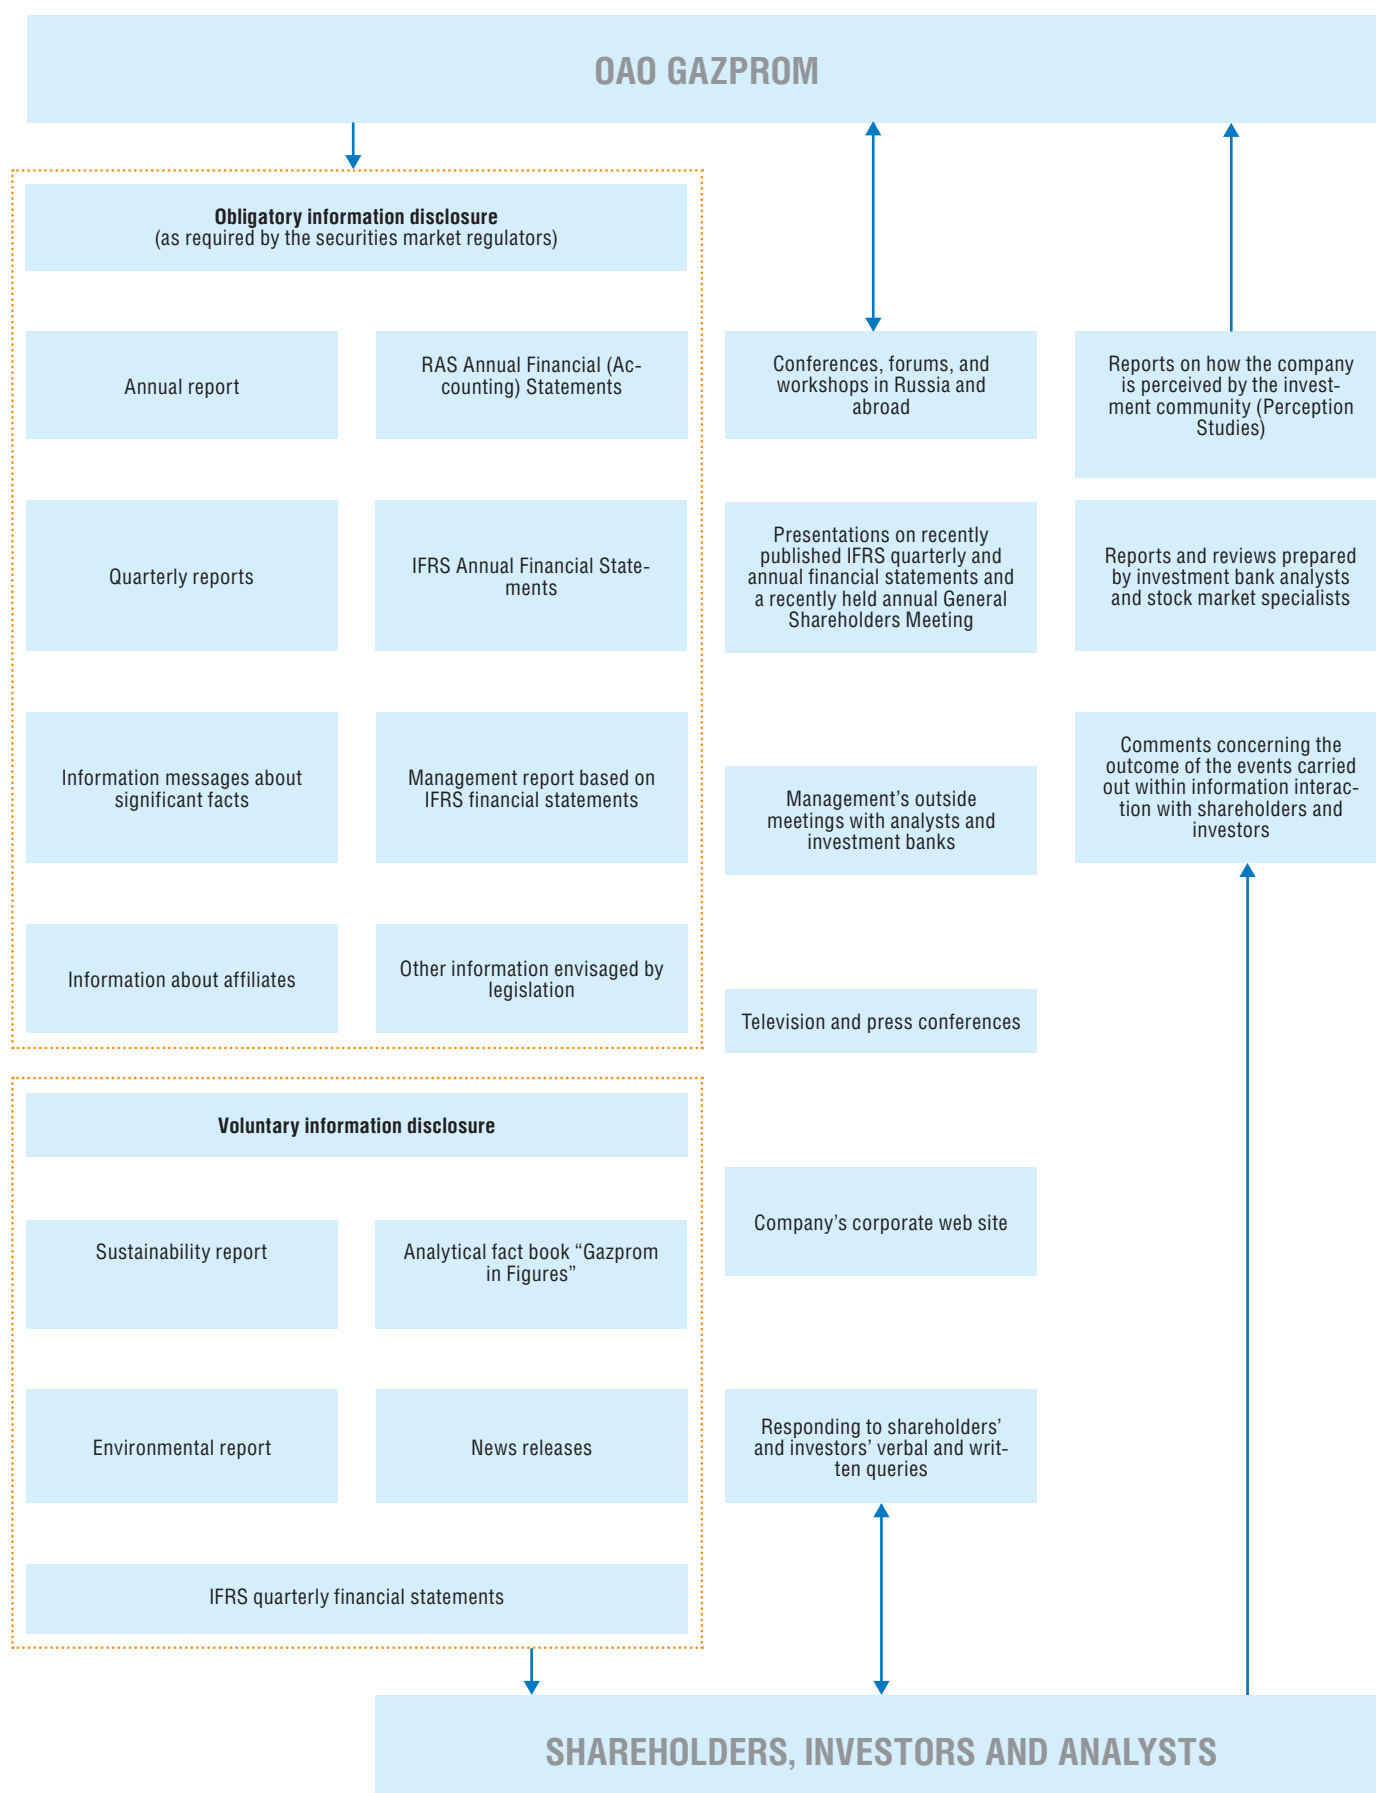 OAO GAZPROM
Obligatory information disclosure
(as required by the securities market regulators)
Annual report
RAS Annual Financial (Ac-
counting) Statements
Conferences, forums, and
workshops in Russia and
abroad
Reports on how the company
is perceived by the invest-
ment community (Perception
Studies)
Quarterly reports
IFRS Annual Financial State-
ments
Presentations on recently
published IFRS quarterly and
annual financial statements and
a recently held annual General
Shareholders Meeting
Reports and reviews prepared
by investment bank analysts
and stock market specialists
Information messages about
significant facts
Management report based on
IFRS financial statements
Management’s outside
meetings with analysts and
investment banks
Comments concerning the
outcome of the events carried
out within information interac-
tion with shareholders and
investors
Information about affiliates
Other information envisaged by
legislation
Television and press conferences
Voluntary information disclosure
Company’s corporate web site
Sustainability report
Analytical fact book “Gazprom
in Figures”
Environmental report
News releases
Responding to shareholders’
and investors’ verbal and writ-
ten queries
IFRS quarterly financial statements
SHAREHOLDERS, INVESTORS AND ANALYSTS